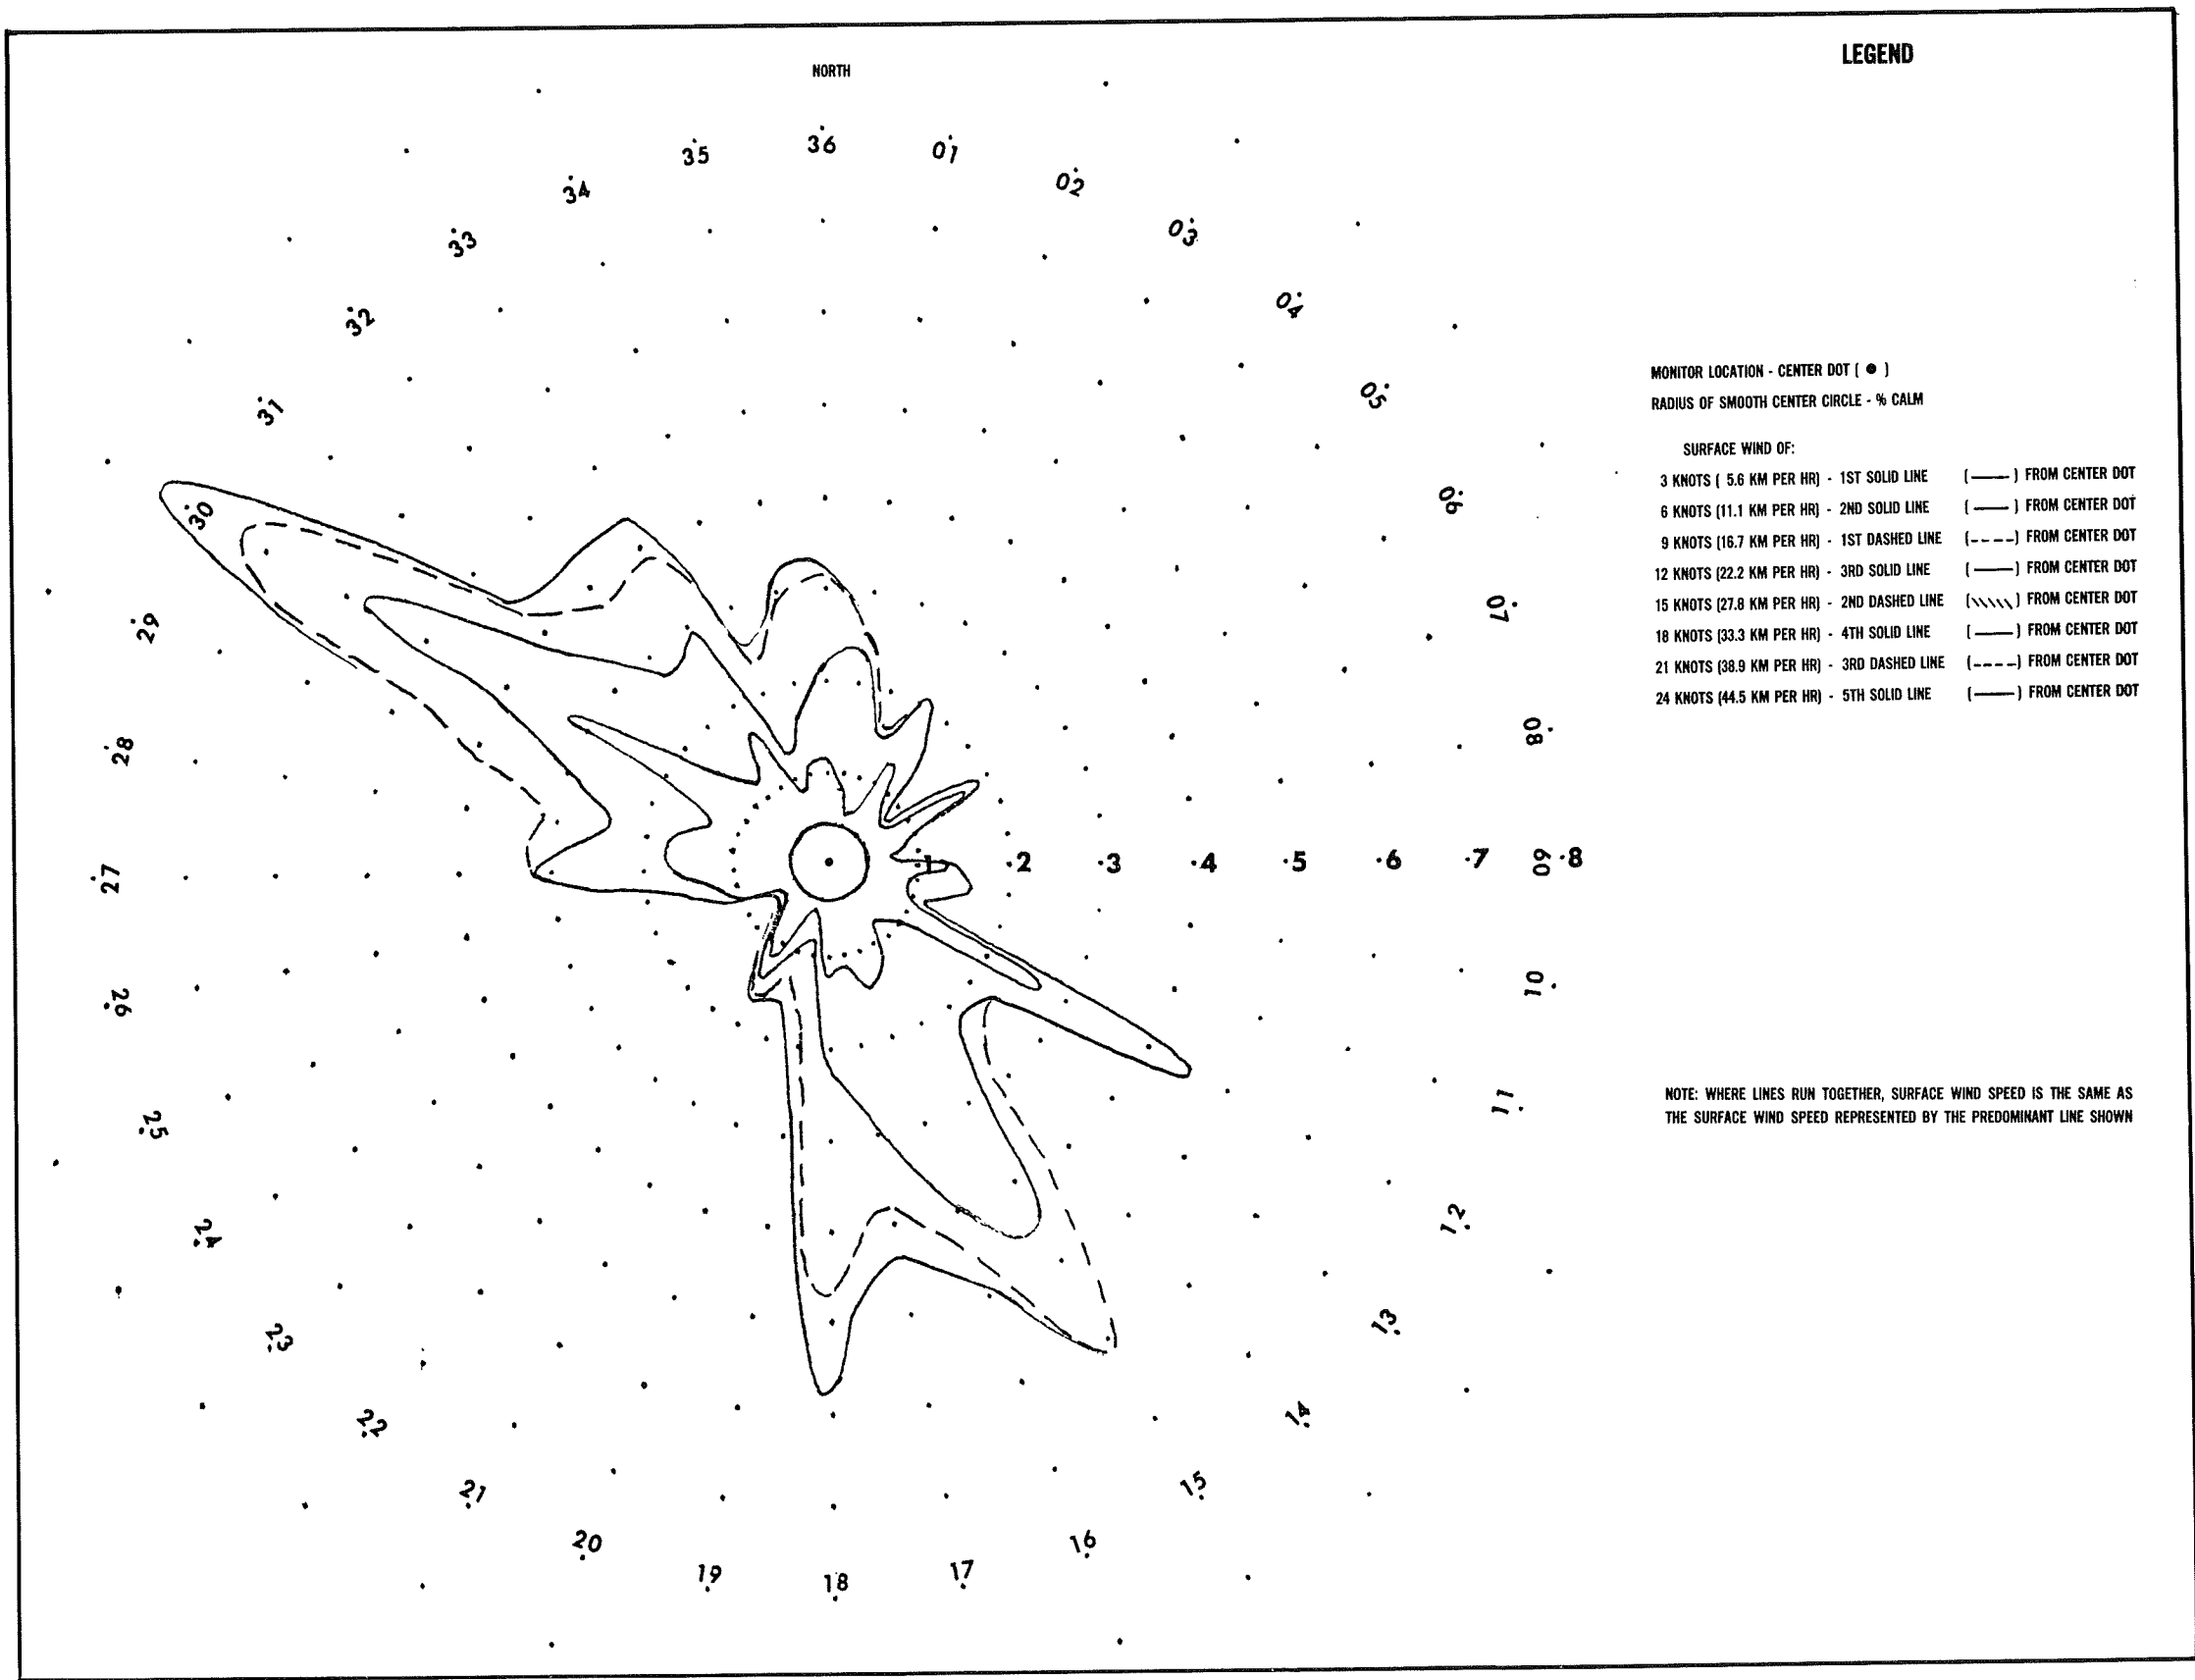 LEGEND
NORTH
36
01
02
03
04
05
06
07
08
09
10
11
12
13
14
15
16
17
18
19
20
21
22
23
24
25
26
27
28
29
30
31
32
33
34
35
1 ·2 ·3 ·4 ·5 ·6 ·7 ·8
MONITOR LOCATION - CENTER DOT ( ● )
RADIUS OF SMOOTH CENTER CIRCLE - % CALM
SURFACE WIND OF:
3 KNOTS ( 5.6 KM PER HR) - 1ST SOLID LINE (——) FROM CENTER DOT
6 KNOTS (11.1 KM PER HR) - 2ND SOLID LINE (——) FROM CENTER DOT
9 KNOTS (16.7 KM PER HR) - 1ST DASHED LINE (----) FROM CENTER DOT
12 KNOTS (22.2 KM PER HR) - 3RD SOLID LINE (——) FROM CENTER DOT
15 KNOTS (27.8 KM PER HR) - 2ND DASHED LINE (\\\\\) FROM CENTER DOT
18 KNOTS (33.3 KM PER HR) - 4TH SOLID LINE (——) FROM CENTER DOT
21 KNOTS (38.9 KM PER HR) - 3RD DASHED LINE (----) FROM CENTER DOT
24 KNOTS (44.5 KM PER HR) - 5TH SOLID LINE (——) FROM CENTER DOT
NOTE: WHERE LINES RUN TOGETHER, SURFACE WIND SPEED IS THE SAME AS
THE SURFACE WIND SPEED REPRESENTED BY THE PREDOMINANT LINE SHOWN